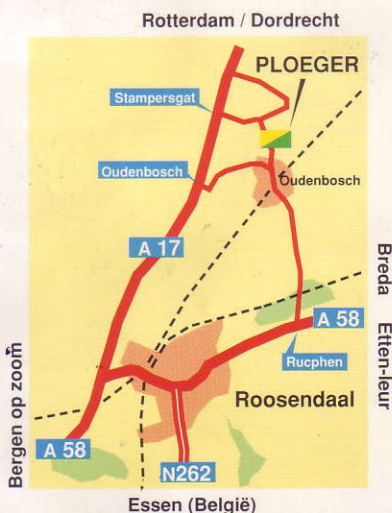 Rotterdam / Dordrecht
PLOEGER
Stampersgat
Oudenbosch
Oudenbosch
A 17
Breda
Etten-leur
A 58
Rucphen
Roosendaal
Bergen op zoom
A 58
N262
Essen (België)